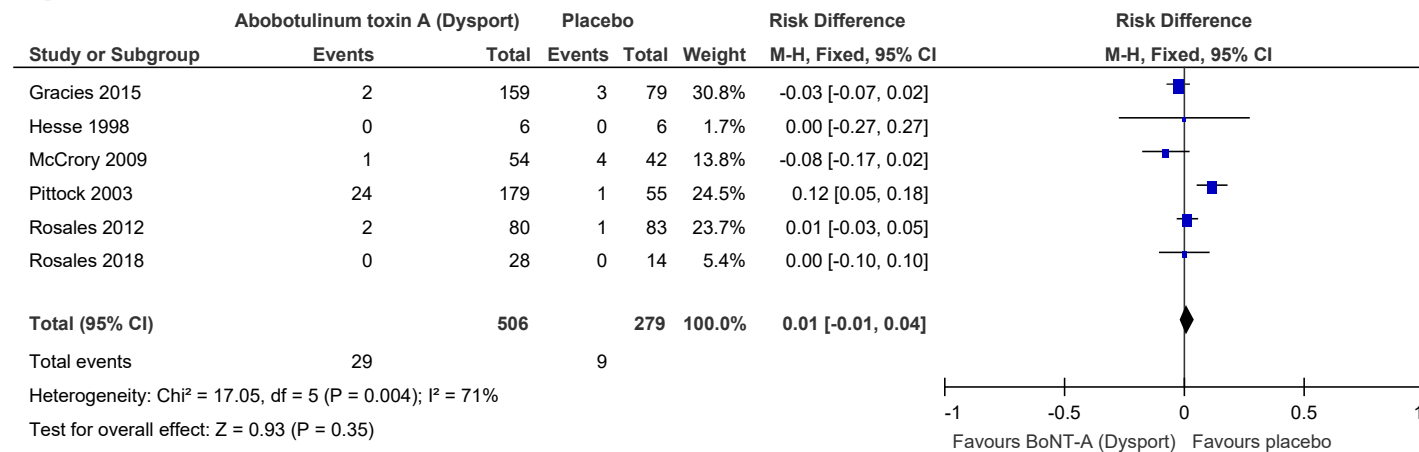 Abobotulinum toxin A (Dysport) Placebo Risk Difference Risk Difference
Study or Subgroup Events Total Events Total Weight M-H, Fixed, 95% CI M-H, Fixed, 95% CI
Gracies 2015 2 159 3 79 30.8% -0.03 [-0.07, 0.02]
Hesse 1998 0 6 0 6 1.7% 0.00 [-0.27, 0.27]
McCrory 2009 1 54 4 42 13.8% -0.08 [-0.17, 0.02]
Pittock 2003 24 179 1 55 24.5% 0.12 [0.05, 0.18]
Rosales 2012 2 80 1 83 23.7% 0.01 [-0.03, 0.05]
Rosales 2018 0 28 0 14 5.4% 0.00 [-0.10, 0.10]
Total (95% CI) 506 279 100.0% 0.01 [-0.01, 0.04]
Total events 29 9
Heterogeneity: Chi² = 17.05, df = 5 (P = 0.004); I² = 71%
Test for overall effect: Z = 0.93 (P = 0.35)
-1 -0.5 0 0.5 1
Favours BoNT-A (Dysport) Favours placebo